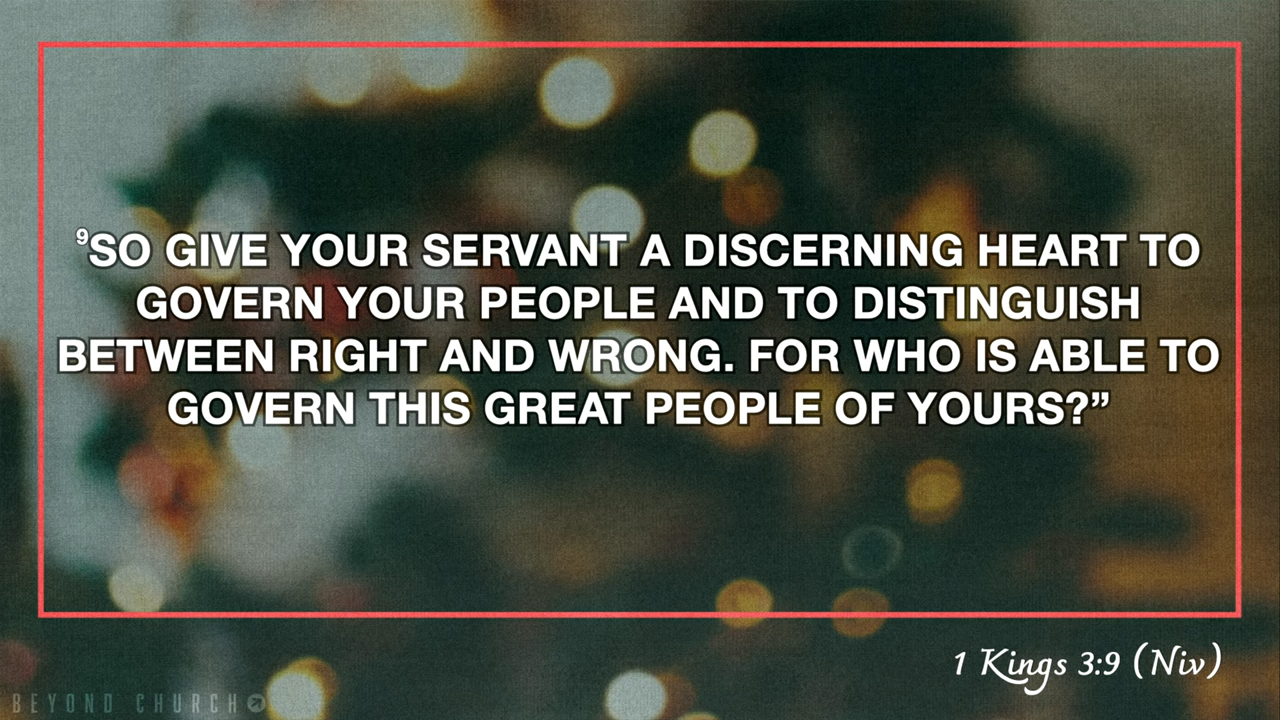 ⁹SO GIVE YOUR SERVANT A DISCERNING HEART TO
GOVERN YOUR PEOPLE AND TO DISTINGUISH
BETWEEN RIGHT AND WRONG. FOR WHO IS ABLE TO
GOVERN THIS GREAT PEOPLE OF YOURS?”
1 Kings 3:9 (Niv)
BEYOND CHURCH